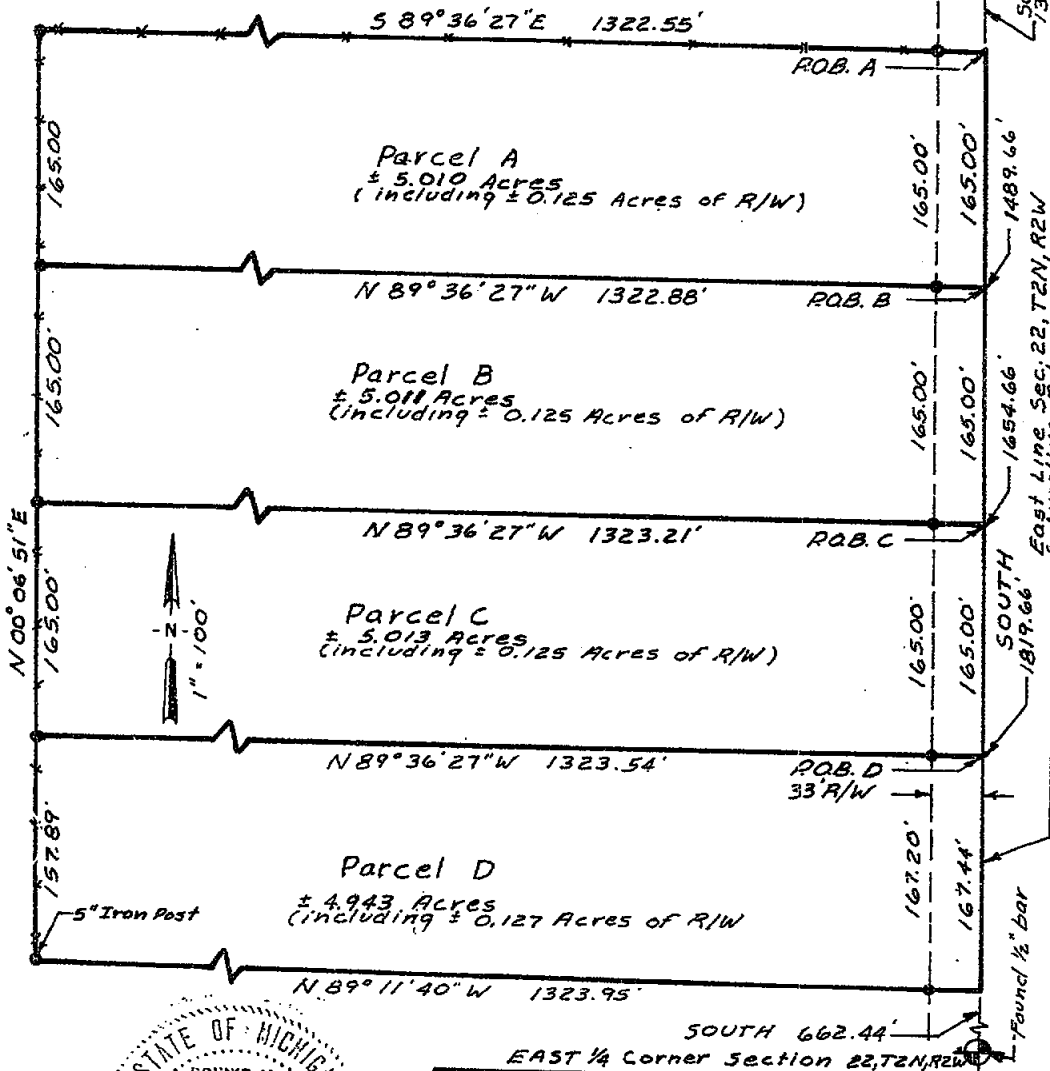 S 89°36'27"E 1322.55'
P.O.B. A
165.00
Parcel A
± 5.010 Acres
(including ± 0.125 Acres of R/W)
165.00'
165.00'
1489.66'
N 89°36'27"W 1322.88'
P.O.B. B
165.00'
Parcel B
± 5.011 Acres
(including ± 0.125 Acres of R/W)
165.00'
165.00'
1654.66'
East Line Sec. 22, T2N, R2W
N 89°36'27"W 1323.21'
P.O.B. C
N 00°06'51"E
165.00'
-N-
1"=100'
Parcel C
± 5.013 Acres
(including ± 0.125 Acres of R/W)
165.00'
165.00'
SOUTH
1819.66'
N 89°36'27"W 1323.54'
P.O.B. D
33' R/W
157.89'
Parcel D
± 4.943 Acres
(including ± 0.127 Acres of R/W
167.20'
167.44'
5" Iron Post
N 89°11'40"W 1323.95'
Found ½" bar
SOUTH 662.44'
EAST ¼ Corner Section 22, T2N, R2W
STATE OF MICHIG